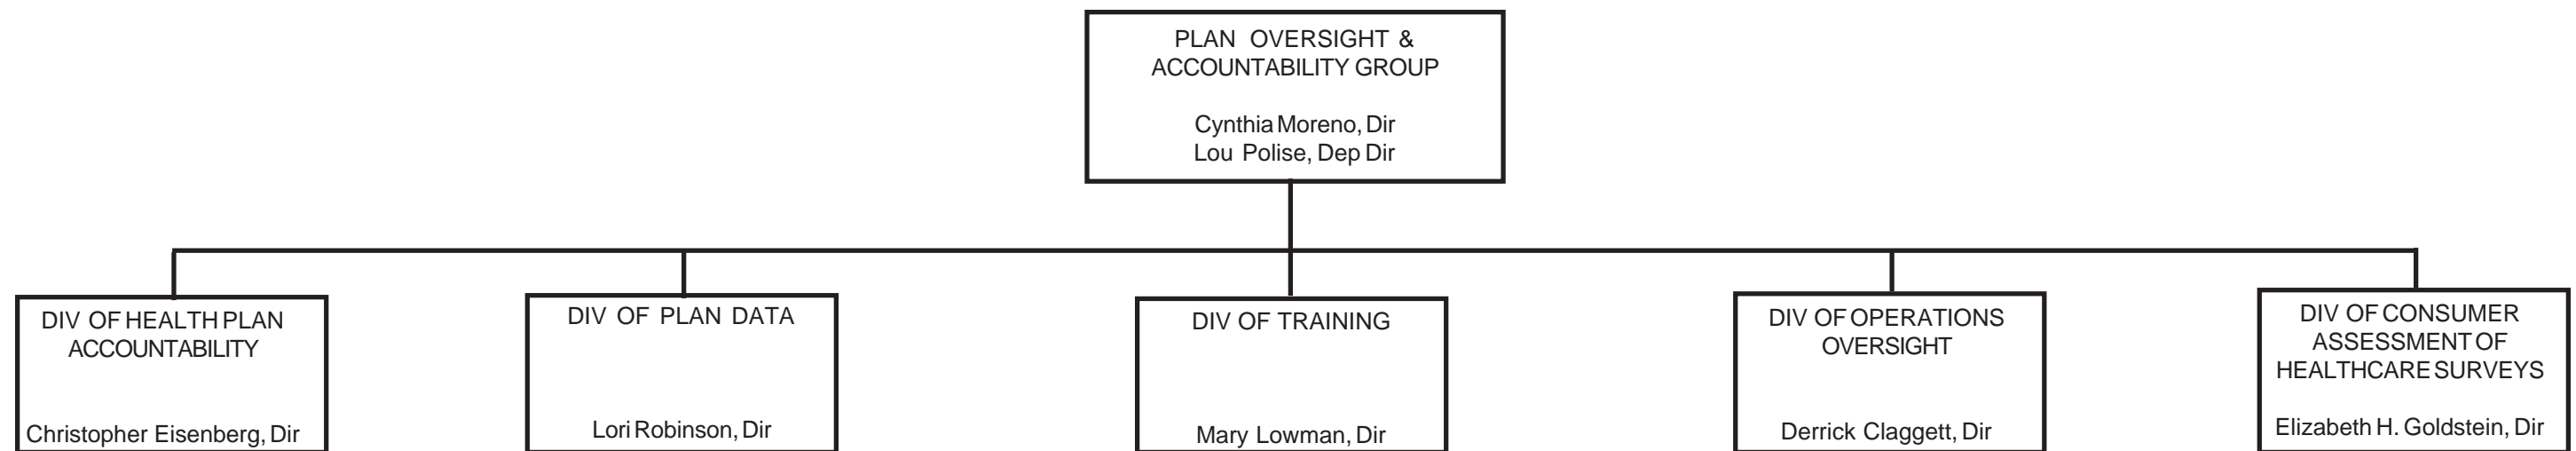 PLAN OVERSIGHT &
ACCOUNTABILITY GROUP
Cynthia Moreno, Dir
Lou Polise, Dep Dir
DIV OF HEALTH PLAN
ACCOUNTABILITY
Christopher Eisenberg, Dir
DIV OF PLAN DATA
Lori Robinson, Dir
DIV OF TRAINING
Mary Lowman, Dir
DIV OF OPERATIONS
OVERSIGHT
Derrick Claggett, Dir
DIV OF CONSUMER
ASSESSMENT OF
HEALTHCARE SURVEYS
Elizabeth H. Goldstein, Dir